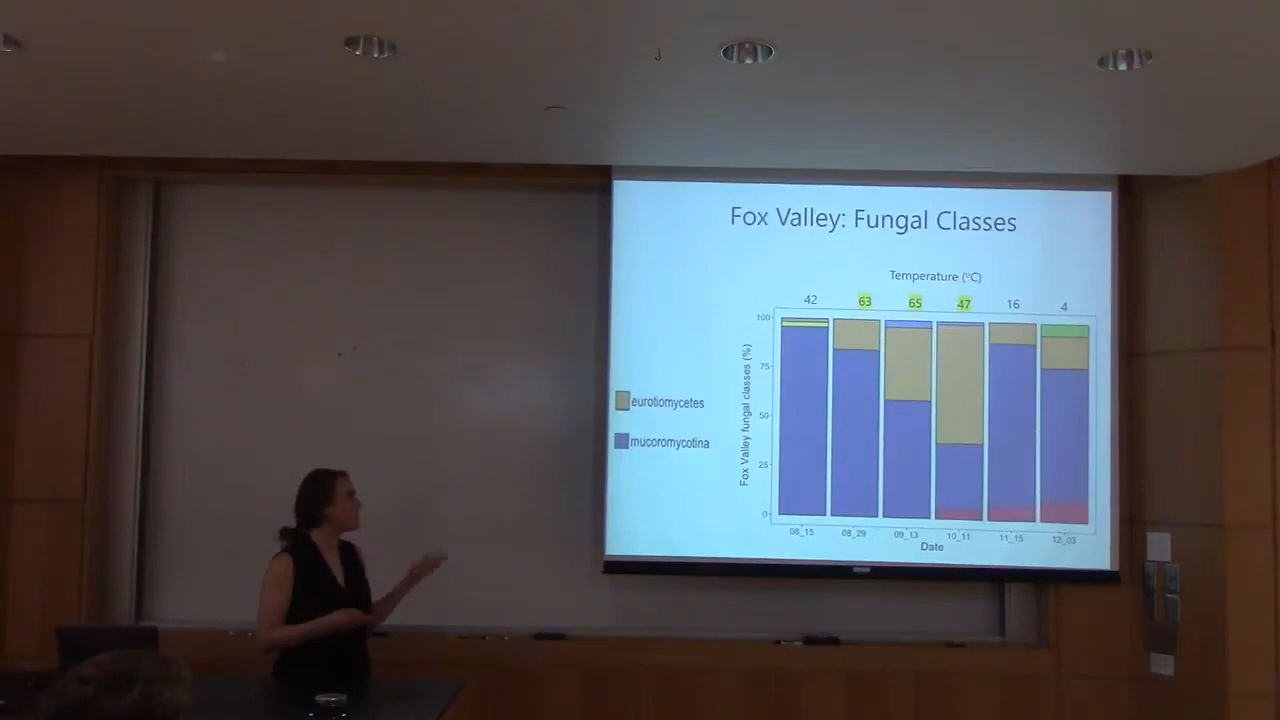 Fox Valley: Fungal Classes
Temperature (°C)
42 63 65 47 16 4
100
75
50
25
0
Fox Valley fungal classes (%)
eurotiomycetes
mucoromycotina
08_15 08_29 09_13 10_11 11_15 12_03
Date